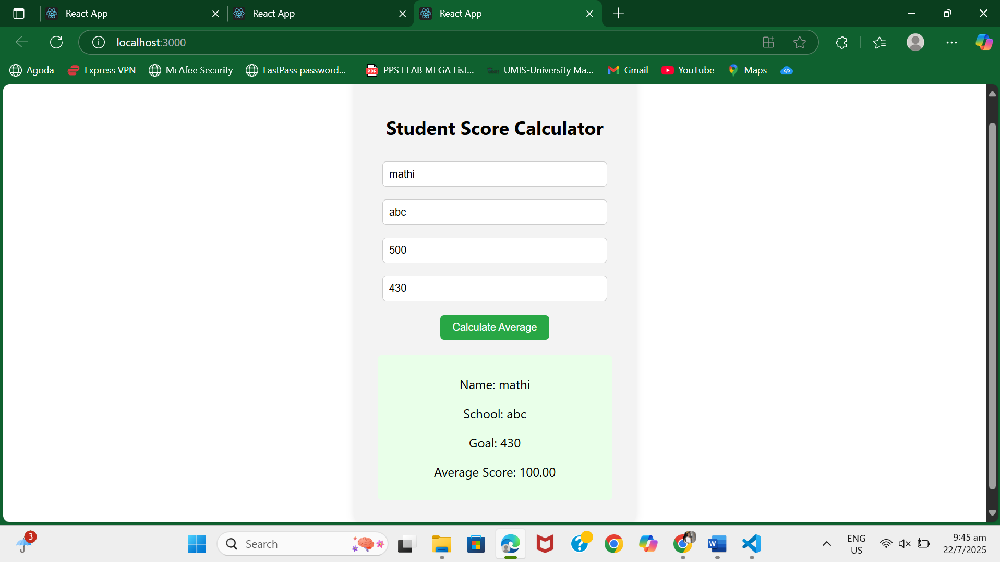 React App
React App
React App
localhost:3000
Agoda
Express VPN
McAfee Security
LastPass password...
PDF
PPS ELAB MEGA List...
UMIS-University Ma...
Gmail
YouTube
Maps
Student Score Calculator
mathi
abc
500
430
Calculate Average
Name: mathi
School: abc
Goal: 430
Average Score: 100.00
3
Search
W
ENG
US
9:45 am
22/7/2025